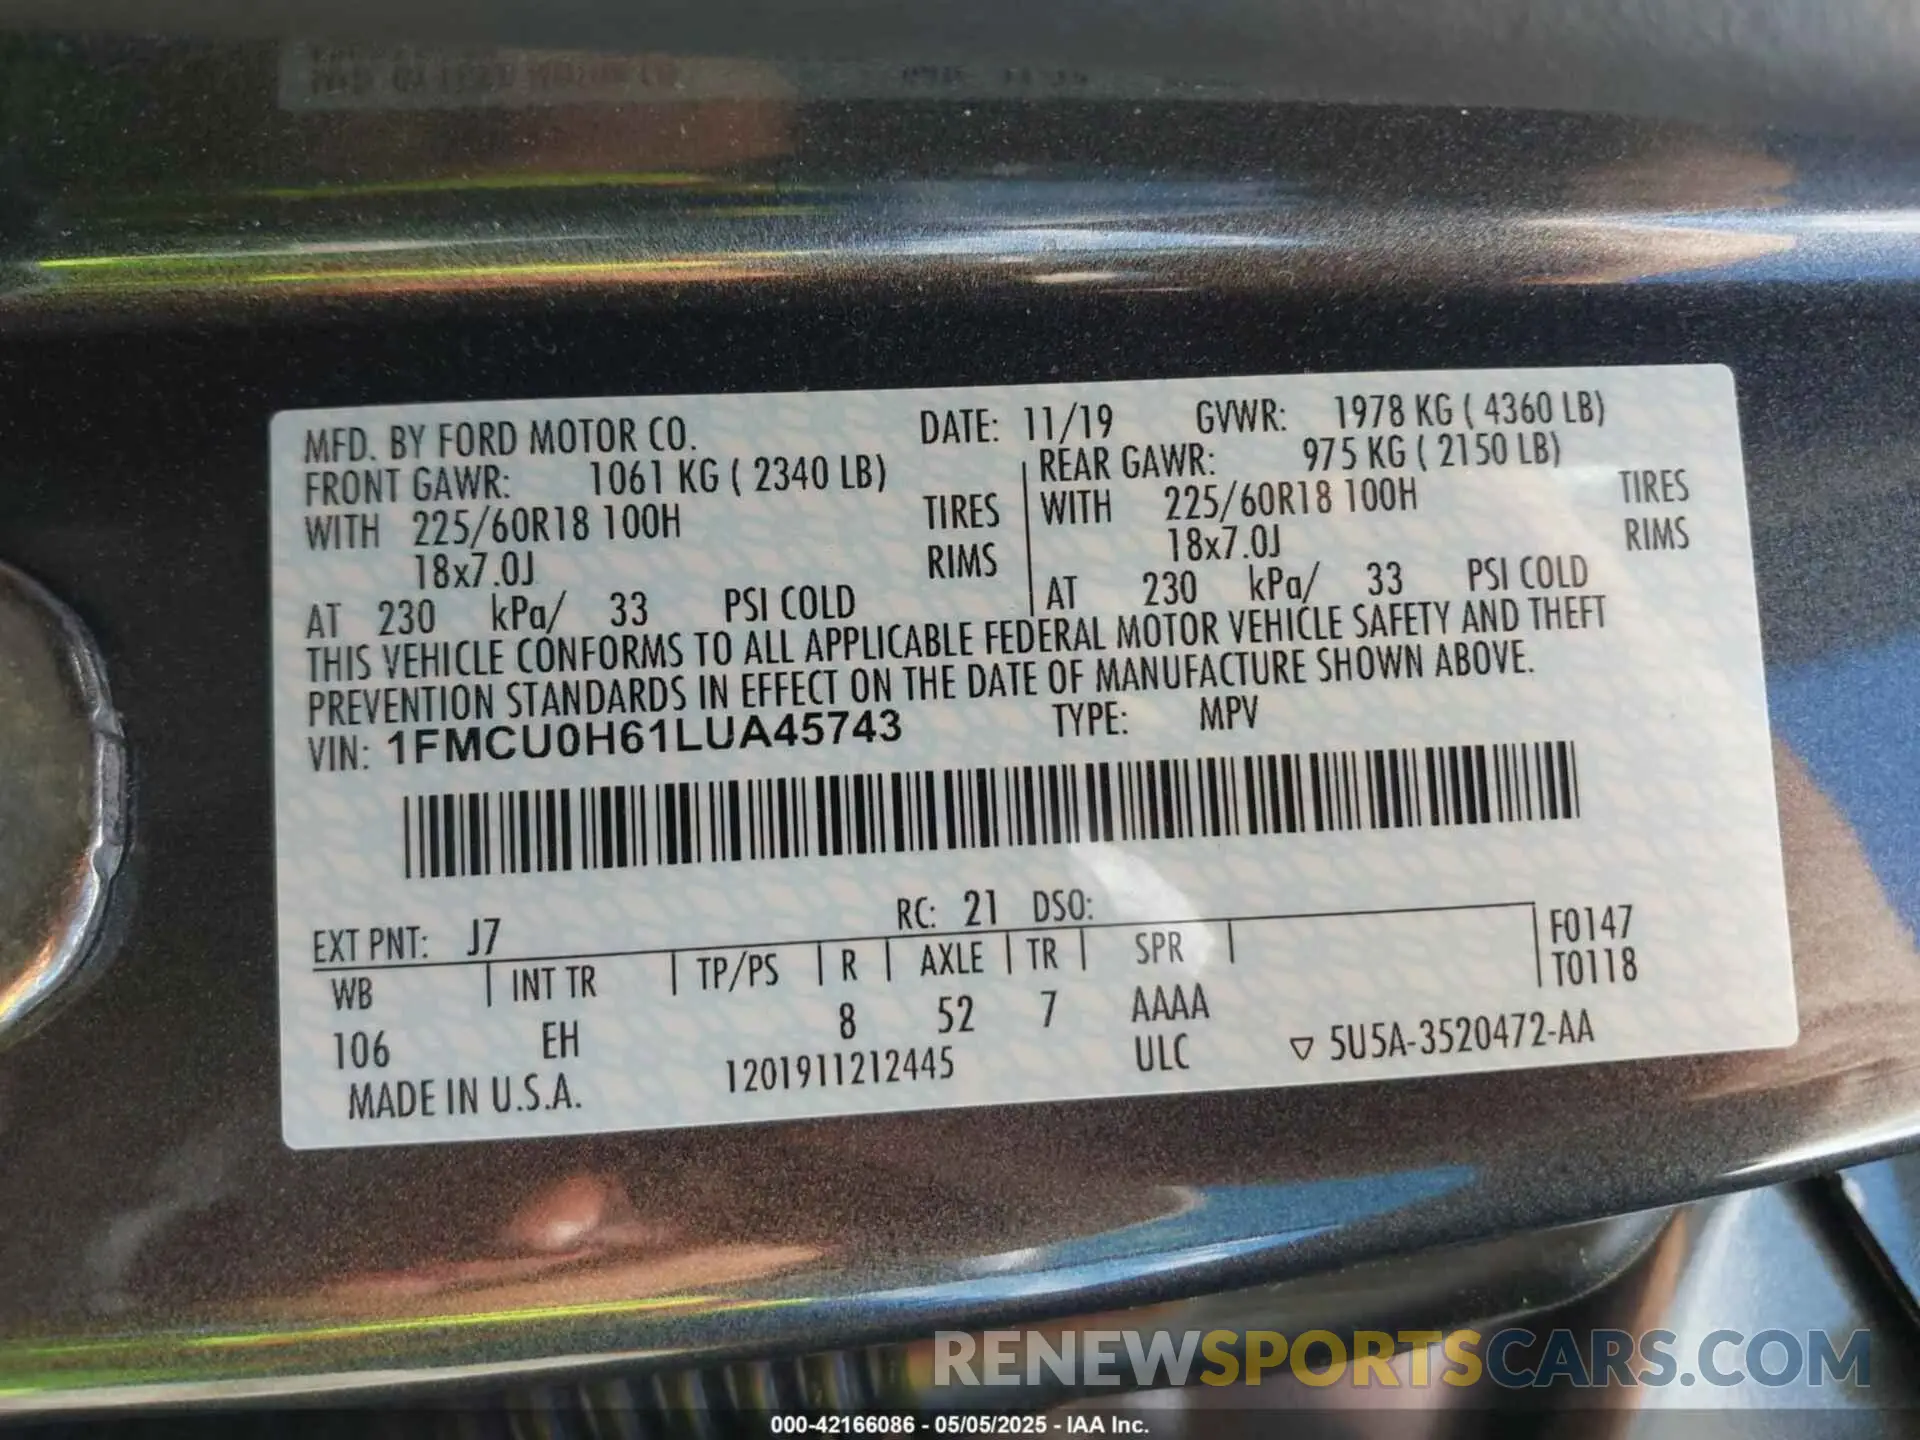 MFD. BY FORD MOTOR CO. DATE: 11/19 GVWR: 1978 KG ( 4360 LB)
FRONT GAWR: 1061 KG ( 2340 LB) REAR GAWR: 975 KG ( 2150 LB)
WITH 225/60R18 100H TIRES WITH 225/60R18 100H TIRES
18x7.0J RIMS 18x7.0J RIMS
AT 230 kPa/ 33 PSI COLD AT 230 kPa/ 33 PSI COLD
THIS VEHICLE CONFORMS TO ALL APPLICABLE FEDERAL MOTOR VEHICLE SAFETY AND THEFT
PREVENTION STANDARDS IN EFFECT ON THE DATE OF MANUFACTURE SHOWN ABOVE.
VIN: 1FMCU0H61LUA45743 TYPE: MPV
EXT PNT: J7 RC: 21 DSO:
WB INT TR TP/PS R AXLE TR SPR F0147
T0118
106 EH 8 52 7 AAAA
MADE IN U.S.A. 1201911212445 ULC ▽ 5U5A-3520472-AA
RENEWSPORTSCARS.COM
000-42166086 - 05/05/2025 - IAA Inc.